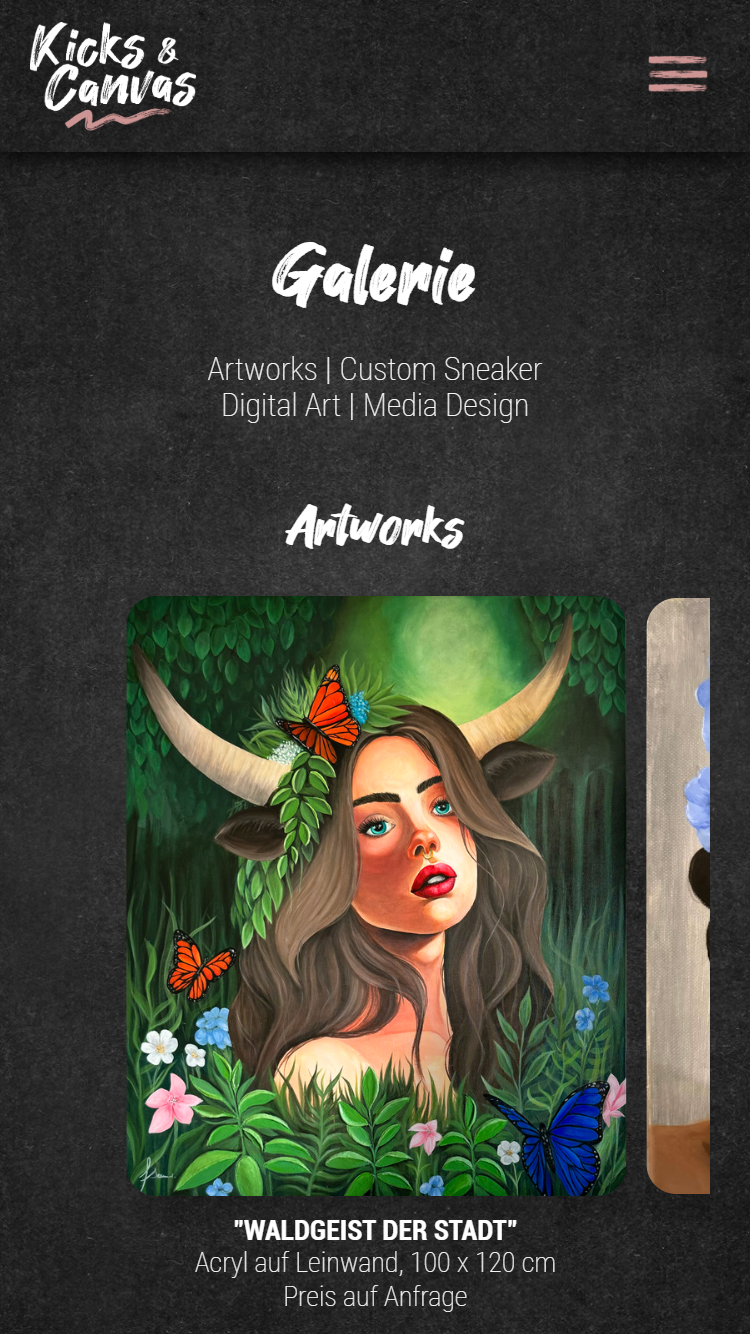 Kicks &
Canvas
Galerie
Artworks | Custom Sneaker
Digital Art | Media Design
Artworks
"WALDGEIST DER STADT"
Acryl auf Leinwand, 100 x 120 cm
Preis auf Anfrage